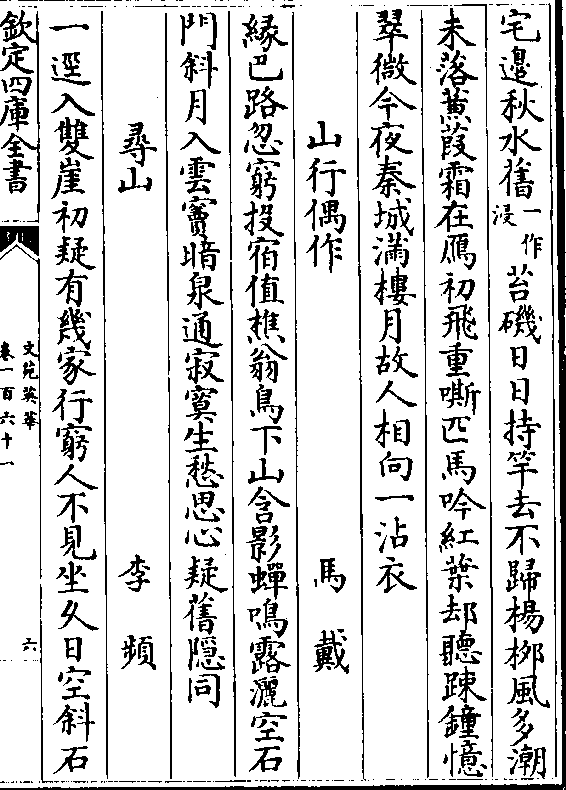 宅邉秋水舊一作浸苔磯日日持竿去不歸楊栁風多潮
未落蒹葭霜在鴈初飛重嘶匹馬吟紅葉却聽踈鐘憶
翠微今夜秦城滿樓月故人相向一沾衣
山行偶作 馬戴
縁巴路忽窮投宿值樵翁鳥下山含影蟬鳴露灑空石
門斜月入雲竇暗泉通寂寞生愁思心疑舊隱同
尋山 李頻
一逕入雙崖初疑有幾家行窮人不見坐久日空斜石
欽定四庫全書
文苑英華
卷一百六十一
六